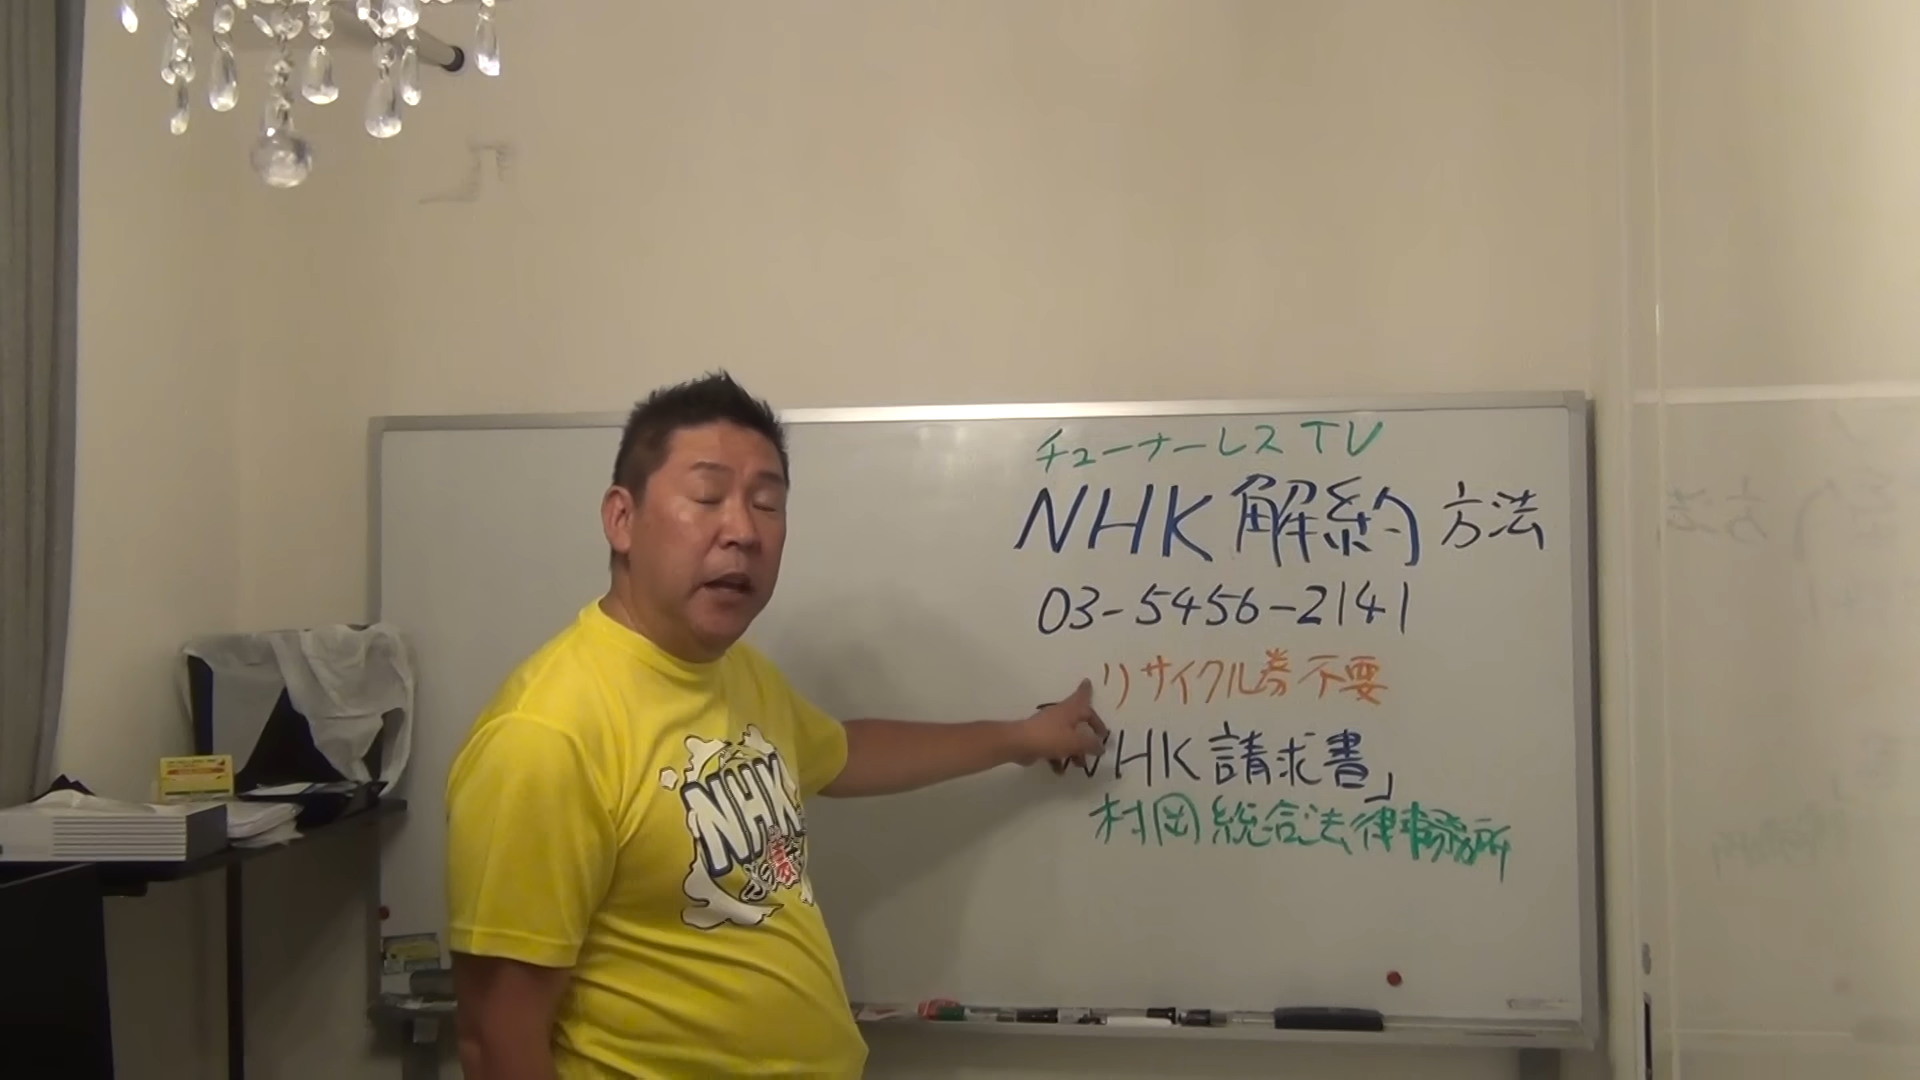 チューナーレスTV
NHK解約方法
03-5456-2141
リサイクル券不要
NHK請求書」
村岡総合法律事務所
NHK